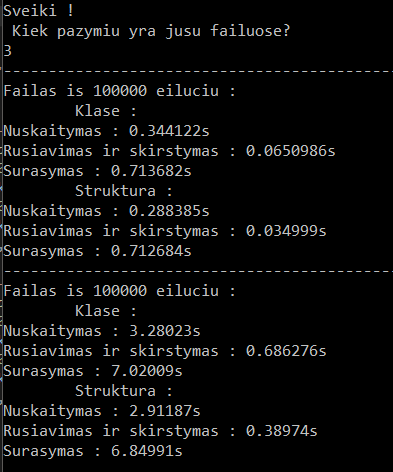 Sveiki !
Kiek pazymiu yra jusu failuose?
3
--------------------------------------------
Failas is 100000 eiluciu :
Klase :
Nuskaitymas : 0.344122s
Rusiavimas ir skirstymas : 0.0650986s
Surasymas : 0.713682s
Struktura :
Nuskaitymas : 0.288385s
Rusiavimas ir skirstymas : 0.034999s
Surasymas : 0.712684s
--------------------------------------------
Failas is 100000 eiluciu :
Klase :
Nuskaitymas : 3.28023s
Rusiavimas ir skirstymas : 0.686276s
Surasymas : 7.02009s
Struktura :
Nuskaitymas : 2.91187s
Rusiavimas ir skirstymas : 0.38974s
Surasymas : 6.84991s